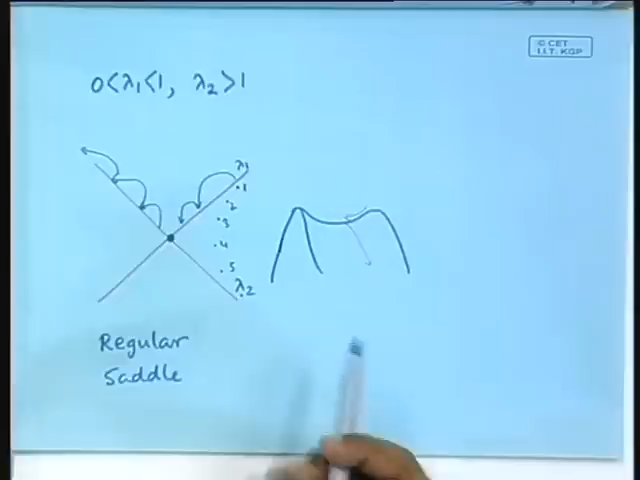 © CET
I.I.T. KGP
0<λ₁<1, λ₂>1
λ₁
.1
.2
.3
.4
.5
λ₂
Regular
Saddle